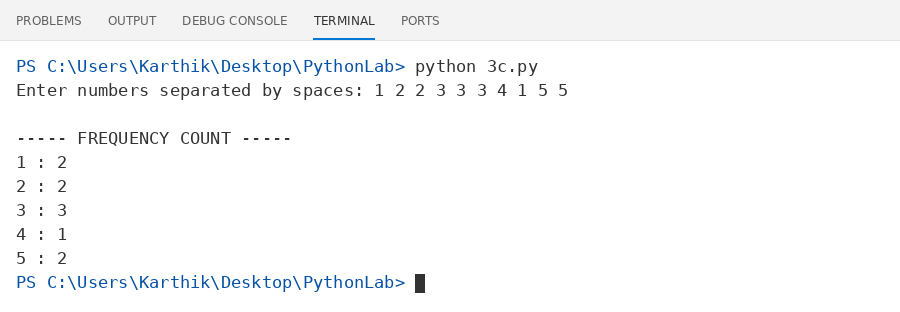 PROBLEMS OUTPUT DEBUG CONSOLE TERMINAL PORTS
PS C:\Users\Karthik\Desktop\PythonLab> python 3c.py
Enter numbers separated by spaces: 1 2 2 3 3 3 4 1 5 5
----- FREQUENCY COUNT -----
1 : 2
2 : 2
3 : 3
4 : 1
5 : 2
PS C:\Users\Karthik\Desktop\PythonLab>